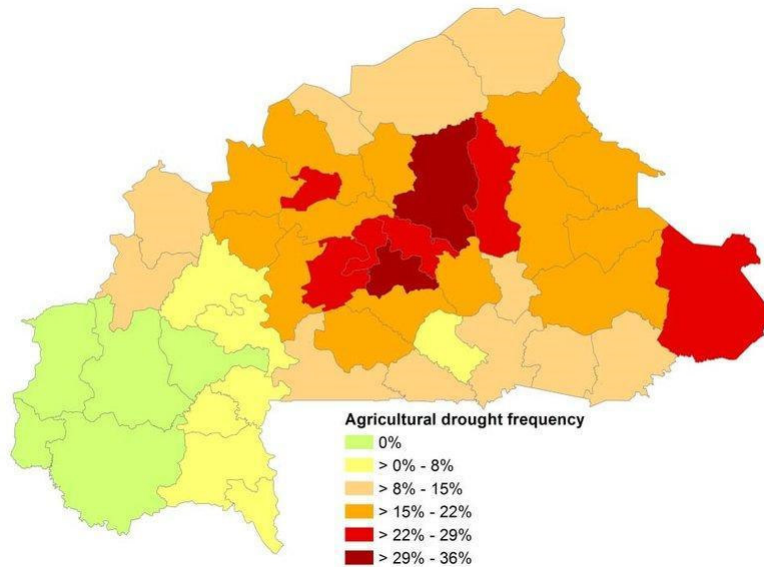 Agricultural drought frequency
0%
> 0% - 8%
> 8% - 15%
> 15% - 22%
> 22% - 29%
> 29% - 36%